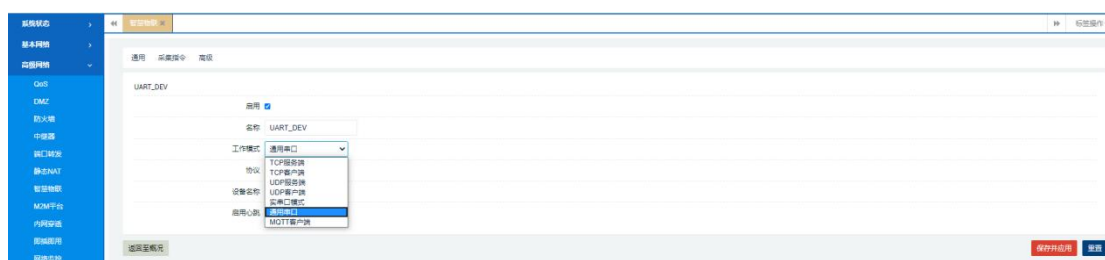 系统状态
智慧物联
标签操作
基本网络
高级网络
通用 采集指令 高级
QoS
DMZ
防火墙
中继器
端口转发
静态NAT
智慧物联
M2M平台
内网穿透
UART_DEV
启用
名称 UART_DEV
工作模式 通用串口
TCP服务端
TCP客户端
UDP服务端
UDP客户端
实串口模式
通用串口
MQTT客户端
协议
设备名称
启用心跳
返回至概况
保存并应用 重置